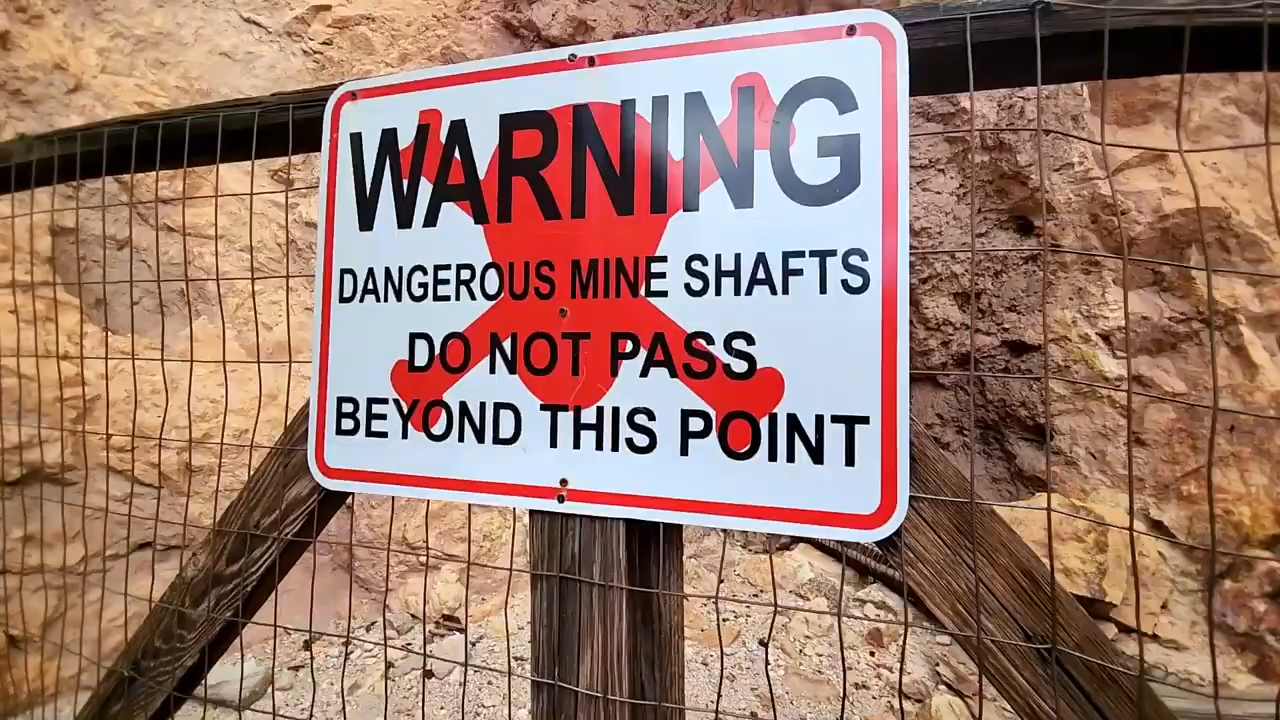 WARNING
DANGEROUS MINE SHAFTS
DO NOT PASS
BEYOND THIS POINT